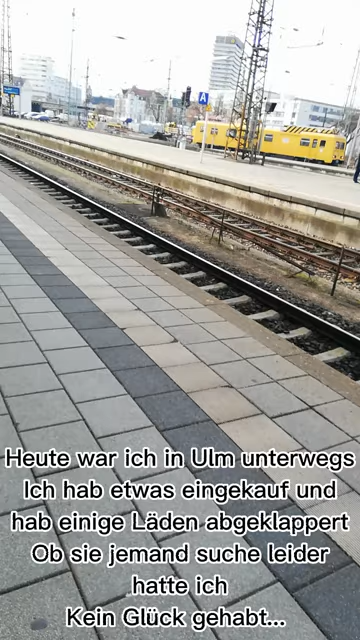 A
Heute war ich in Ulm unterwegs
Ich hab etwas eingekauf und
hab einige Läden abgeklappert
Ob sie jemand suche leider
hatte ich
Kein Glück gehabt...